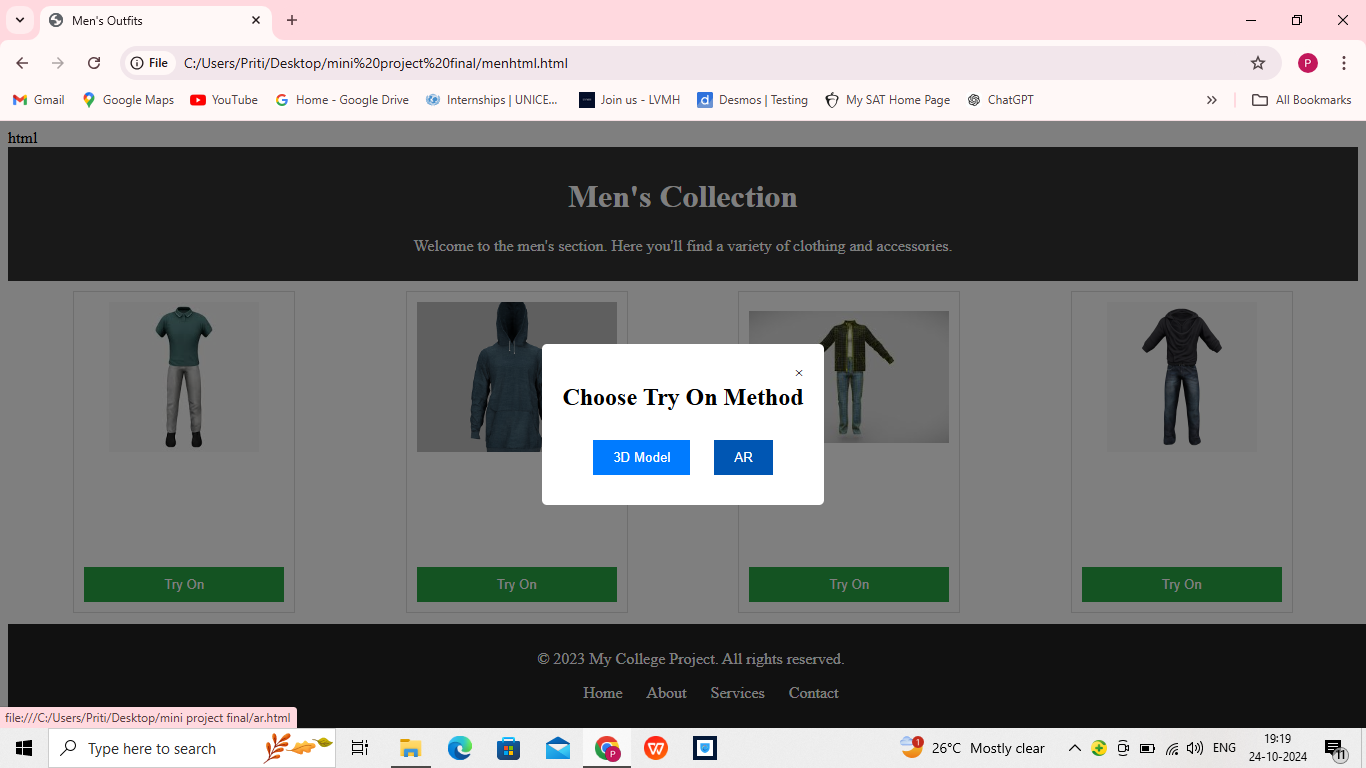 Men's Outfits
File C:/Users/Priti/Desktop/mini%20project%20final/menhtml.html P
Gmail Google Maps YouTube Home - Google Drive Internships | UNICE... Join us - LVMH d Desmos | Testing My SAT Home Page ChatGPT » All Bookmarks
html
Men's Collection
Welcome to the men's section. Here you'll find a variety of clothing and accessories.
×
Choose Try On Method
3D Model AR
Try On Try On Try On Try On
© 2023 My College Project. All rights reserved.
Home About Services Contact
file:///C:/Users/Priti/Desktop/mini project final/ar.html
Type here to search P W 1 26°C Mostly clear ENG 19:19
24-10-2024 11